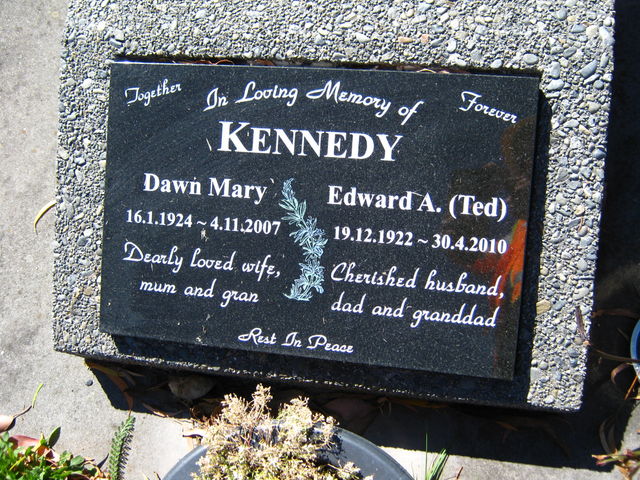 Together
In Loving Memory of
Forever
KENNEDY
Dawn Mary
16.1.1924 ~ 4.11.2007
Dearly loved wife,
mum and gran
Edward A. (Ted)
19.12.1922 ~ 30.4.2010
Cherished husband,
dad and granddad
Rest In Peace